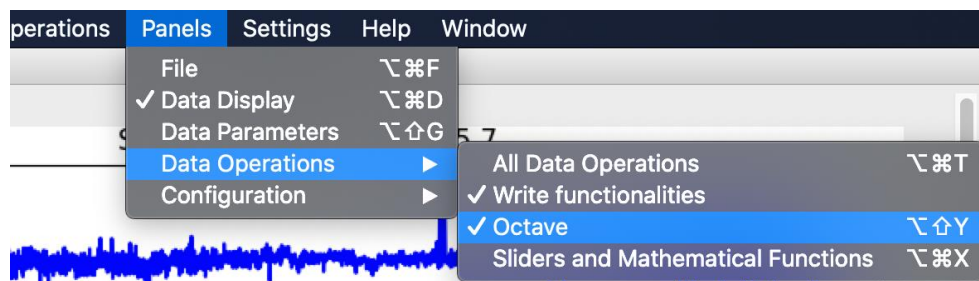 perations Panels Settings Help Window
File ⌥⌘F
✓ Data Display ⌥⌘D
Data Parameters ⌥⇧G
Data Operations ▶
Configuration ▶
All Data Operations ⌥⌘T
✓ Write functionalities
✓ Octave ⌥⇧Y
Sliders and Mathematical Functions ⌥⌘X